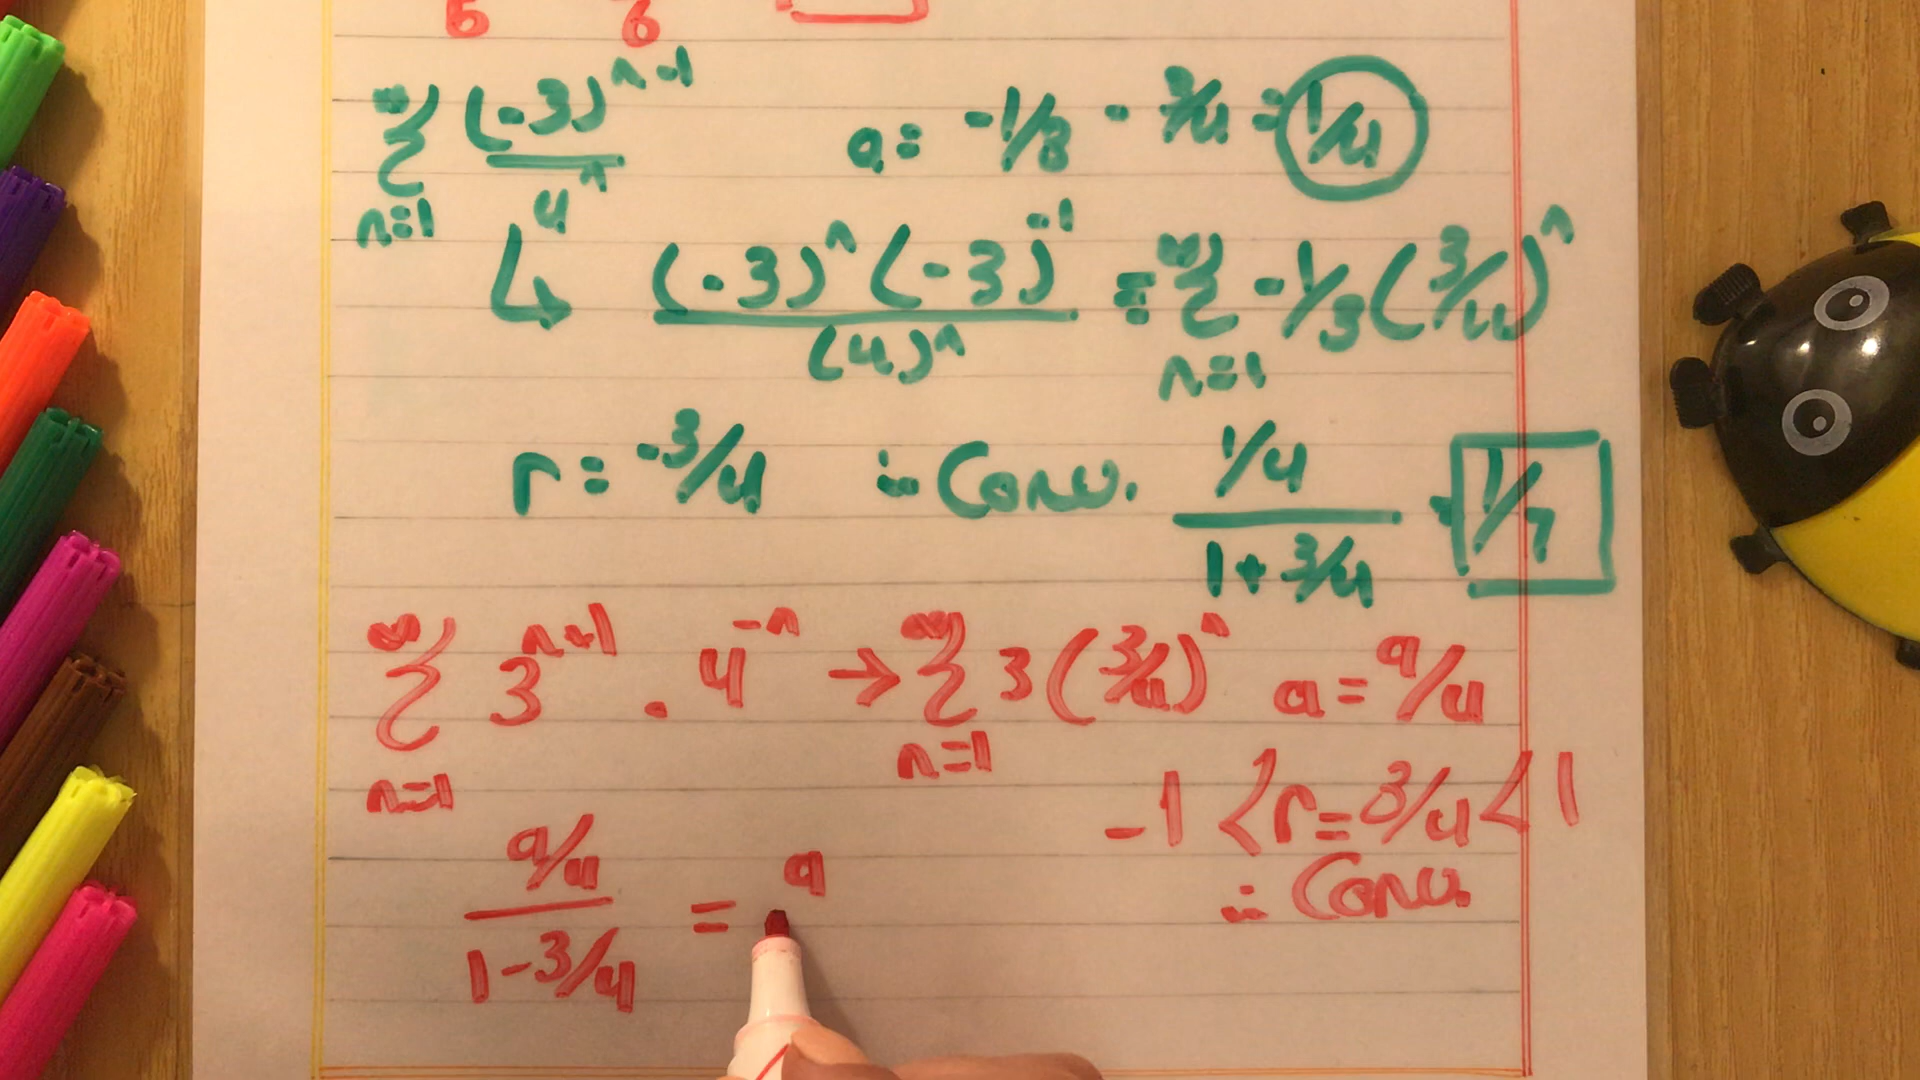 5 6
∞ Σ n=1 (-3)^(n-1) / 4^n a = -1/3 · -3/4 = 1/4
↳ (-3)^n (-3)^(-1) / (4)^n = ∞ Σ n=1 -1/3 (3/4)^n
r = -3/4 ∴ Conv. (1/4) / (1 + 3/4) = 1/7
∞ Σ n=1 3^(n+1) · 4^(-n) → ∞ Σ n=1 3 (3/4)^n a = 9/4
-1 < r = 3/4 < 1
∴ Conv.
(9/4) / (1 - 3/4) = 9